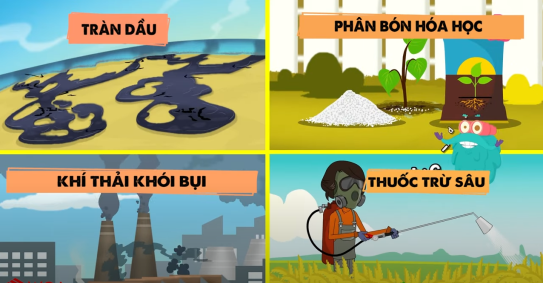 TRÀN DẦU
PHÂN BÓN HÓA HỌC
KHÍ THẢI KHÓI BỤI
THUỐC TRỪ SÂU